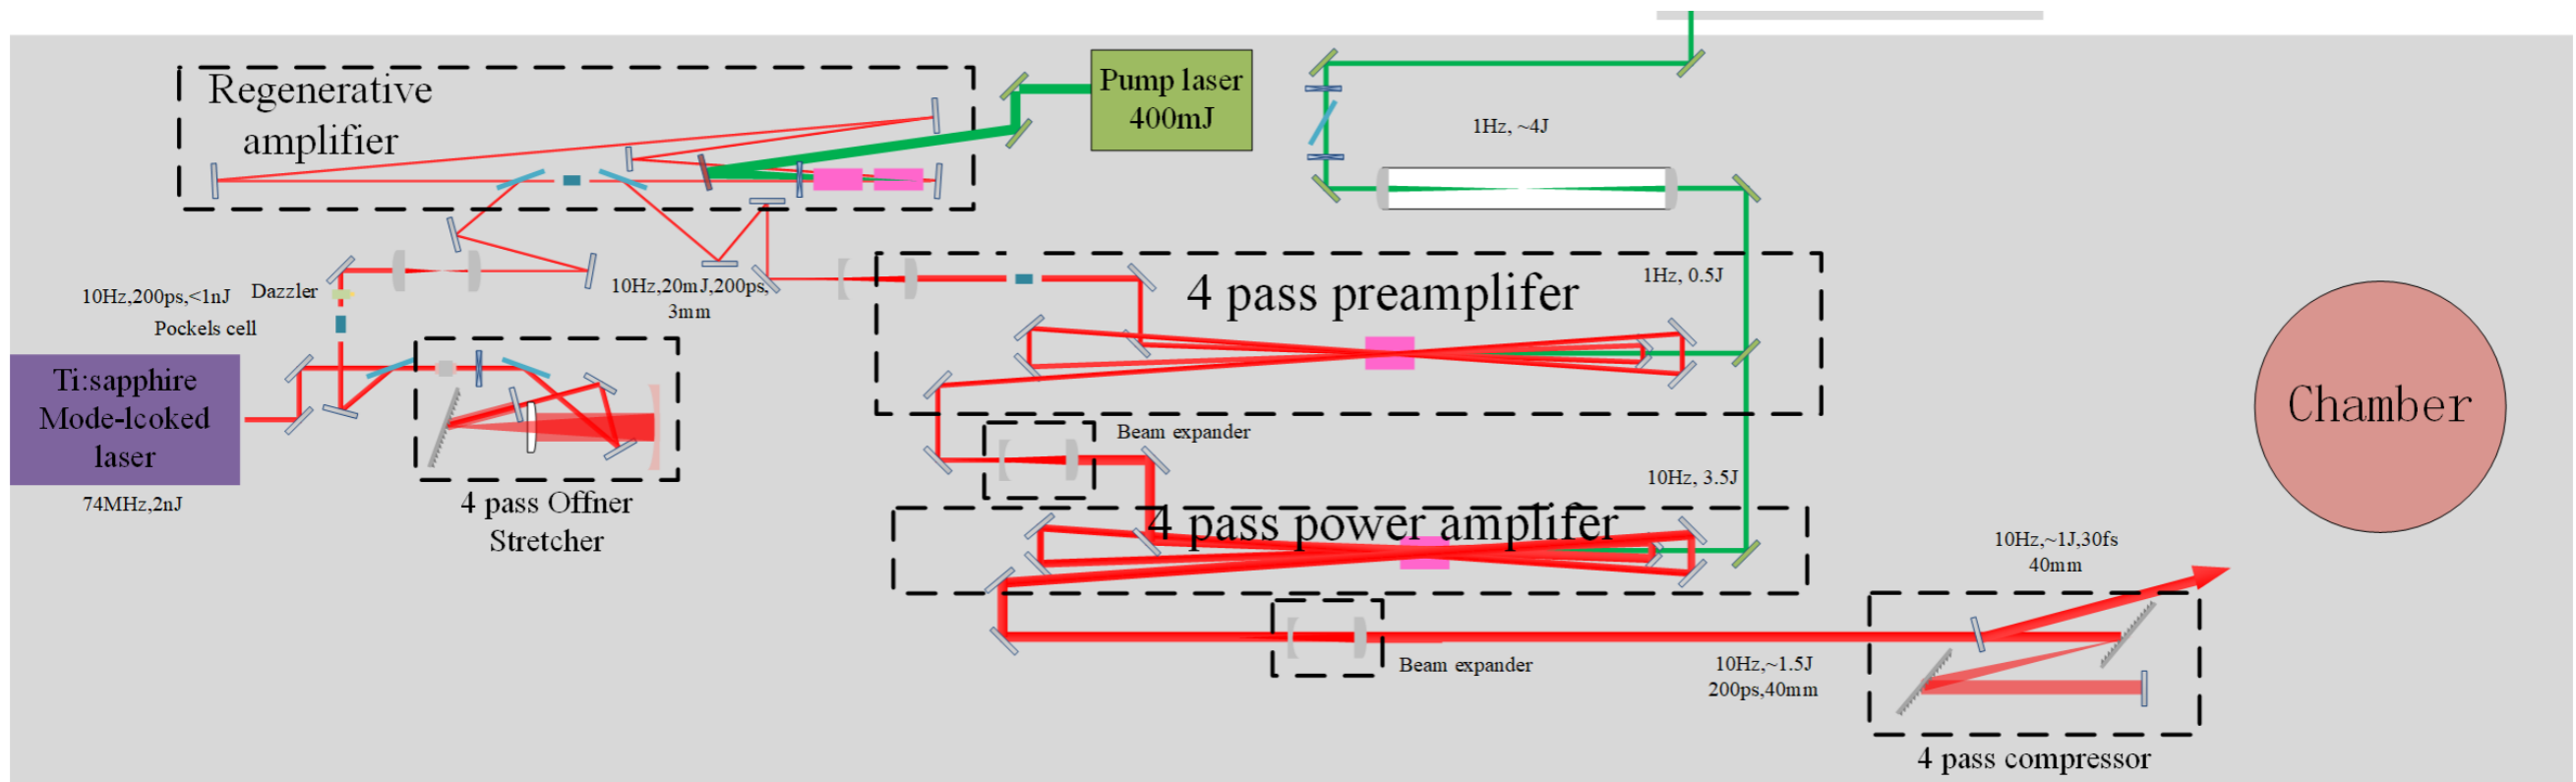 Regenerative
amplifier
Pump laser
400mJ
1Hz, ~4J
10Hz,200ps,<1nJ
Dazzler
Pockels cell
10Hz,20mJ,200ps,
3mm
4 pass preamplifer
1Hz, 0.5J
Ti:sapphire
Mode-lcoked
laser
74MHz,2nJ
4 pass Offner
Stretcher
Beam expander
10Hz, 3.5J
4 pass power amplifer
Chamber
10Hz,~1J,30fs
40mm
Beam expander
10Hz,~1.5J
200ps,40mm
4 pass compressor